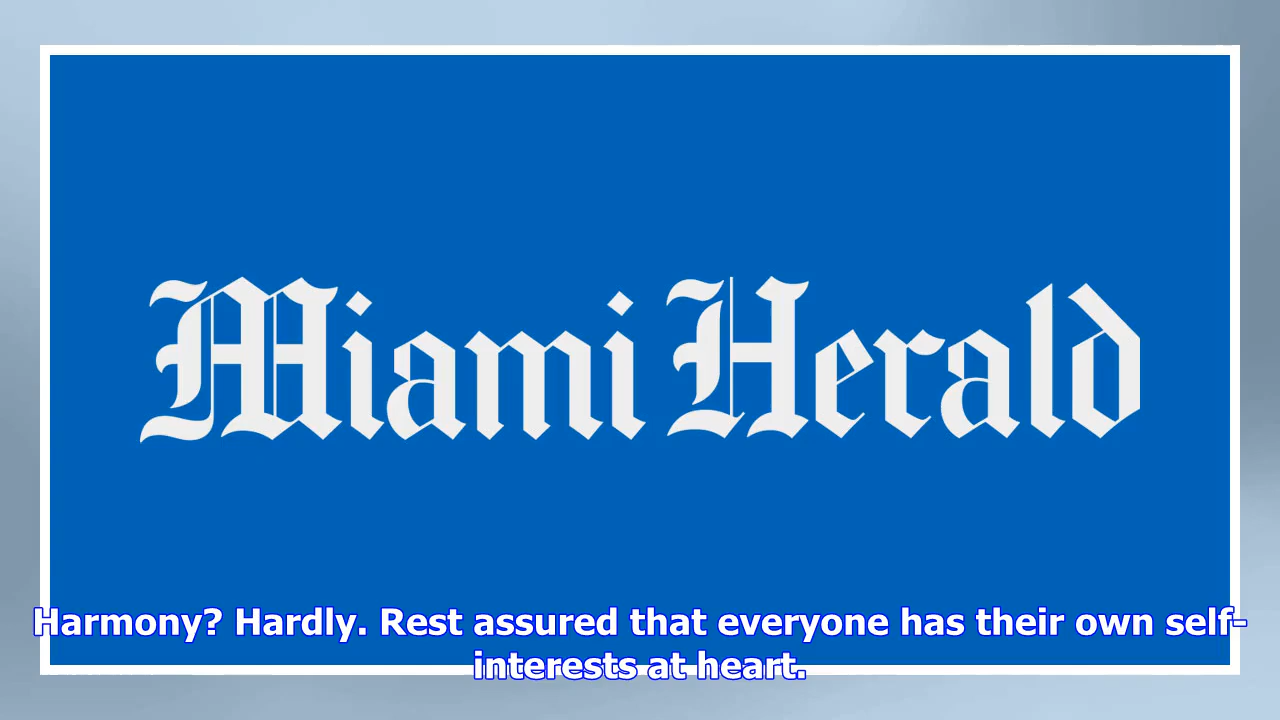 Miami Herald
Harmony? Hardly. Rest assured that everyone has their own self-
interests at heart.